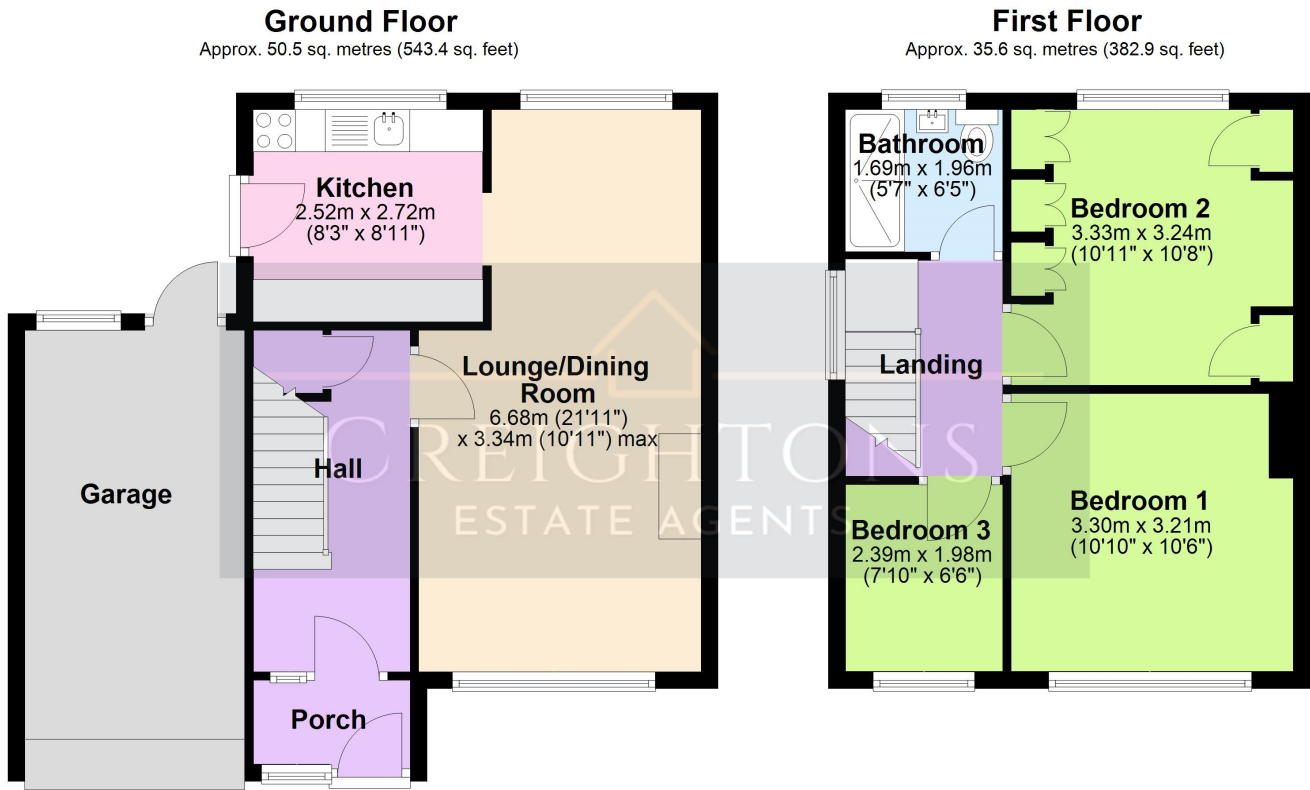 Ground Floor
Approx. 50.5 sq. metres (543.4 sq. feet)
Kitchen
2.52m x 2.72m
(8'3" x 8'11")
Lounge/Dining
Room
6.68m (21'11")
x 3.34m (10'11") max
Hall
Garage
Porch
First Floor
Approx. 35.6 sq. metres (382.9 sq. feet)
Bathroom
1.69m x 1.96m
(5'7" x 6'5")
Bedroom 2
3.33m x 3.24m
(10'11" x 10'8")
Landing
Bedroom 1
3.30m x 3.21m
(10'10" x 10'6")
Bedroom 3
2.39m x 1.98m
(7'10" x 6'6")
CREIGHTONS
ESTATE AGENTS